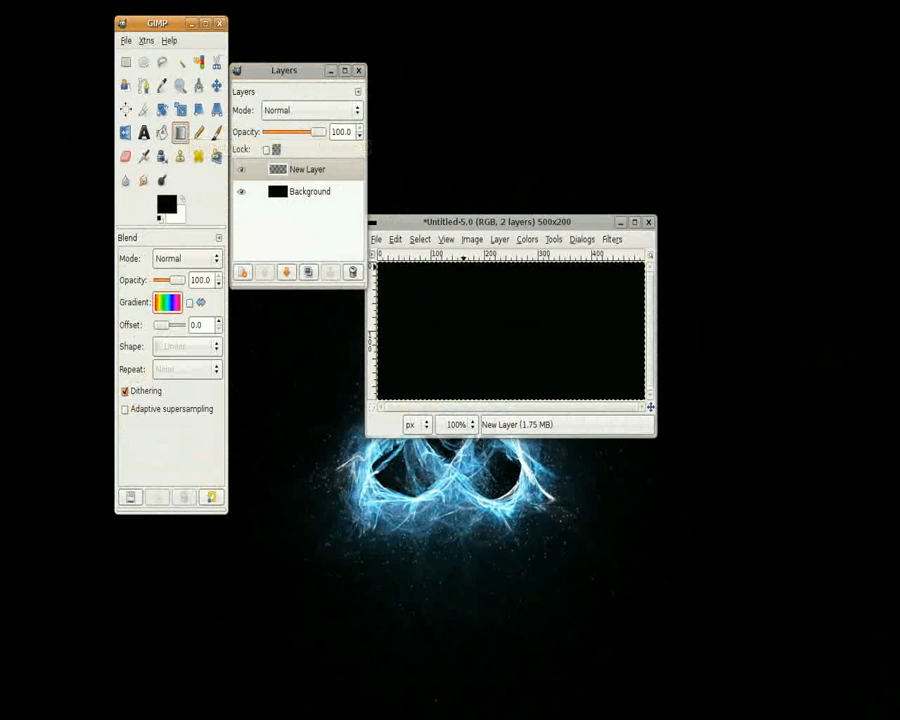 GIMP
File Xtns Help
Layers
Layers
Mode: Normal
Opacity: 100.0
Lock:
New Layer
Background
*Untitled-5.0 (RGB, 2 layers) 500x200
File Edit Select View Image Layer Colors Tools Dialogs Filters
0 100 200 300 400
Blend
Mode: Normal
Opacity: 100.0
Gradient:
Offset: 0.0
Shape: Linear
Repeat: None
Dithering
Adaptive supersampling
px 100% New Layer (1.75 MB)